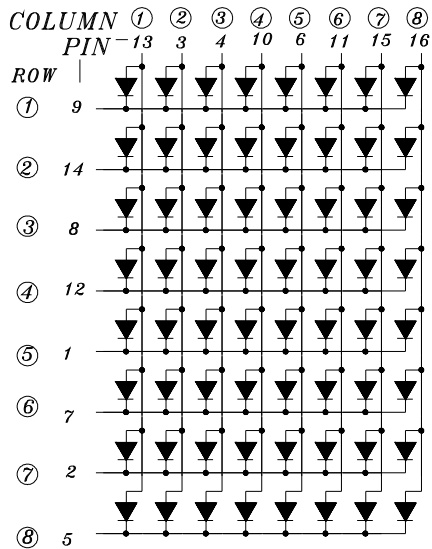 COLUMN ① ② ③ ④ ⑤ ⑥ ⑦ ⑧
PIN 13 3 4 10 6 11 15 16
ROW
① 9
② 14
③ 8
④ 12
⑤ 1
⑥ 7
⑦ 2
⑧ 5